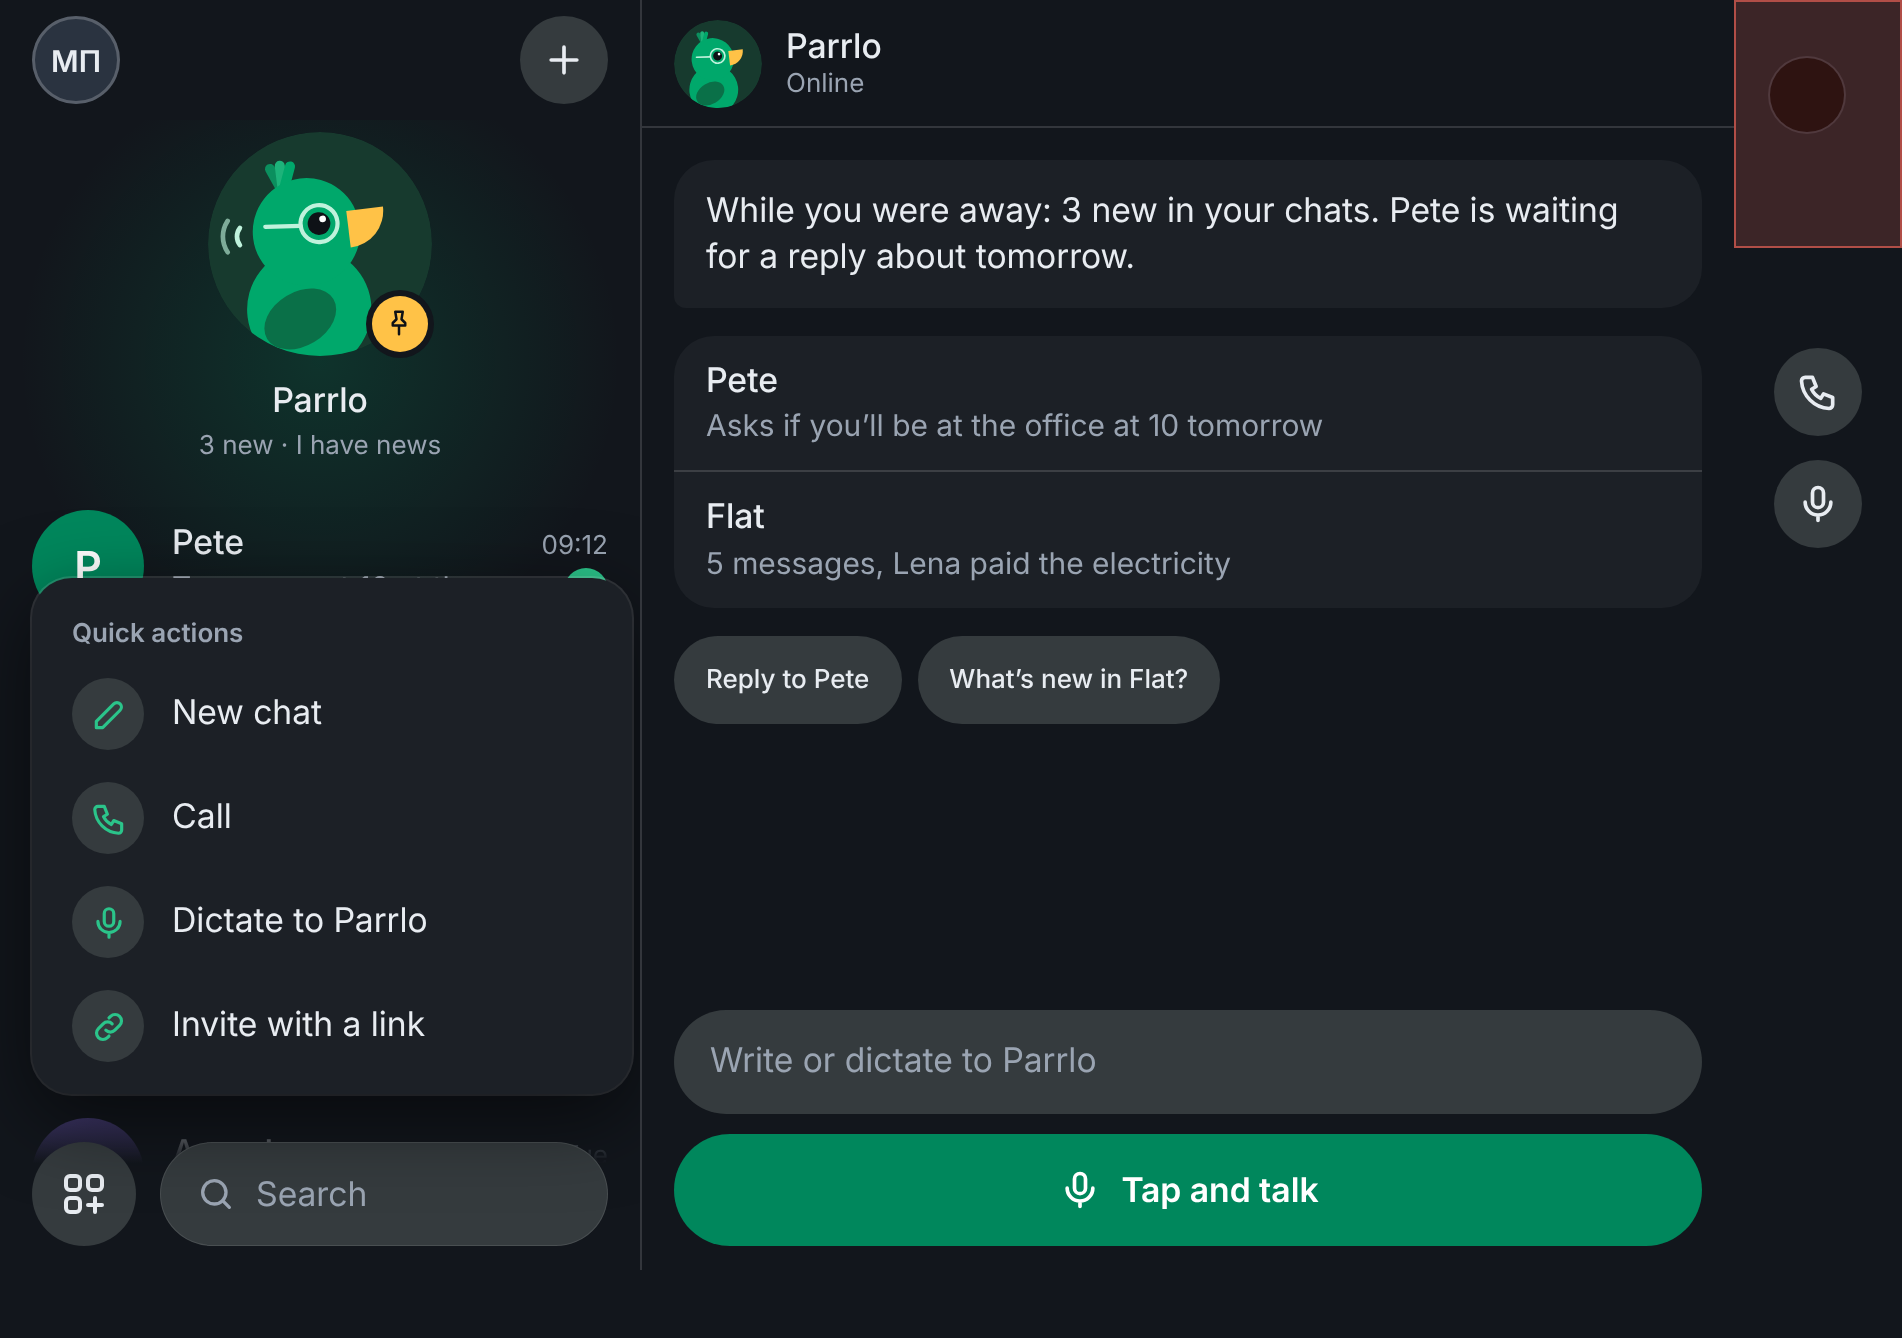 МП
Parrlo
3 new · I have news
Pete
09:12
P
Quick actions
New chat
Call
Dictate to Parrlo
Invite with a link
Search
Parrlo
Online
While you were away: 3 new in your chats. Pete is waiting
for a reply about tomorrow.
Pete
Asks if you’ll be at the office at 10 tomorrow
Flat
5 messages, Lena paid the electricity
Reply to Pete
What’s new in Flat?
Write or dictate to Parrlo
Tap and talk